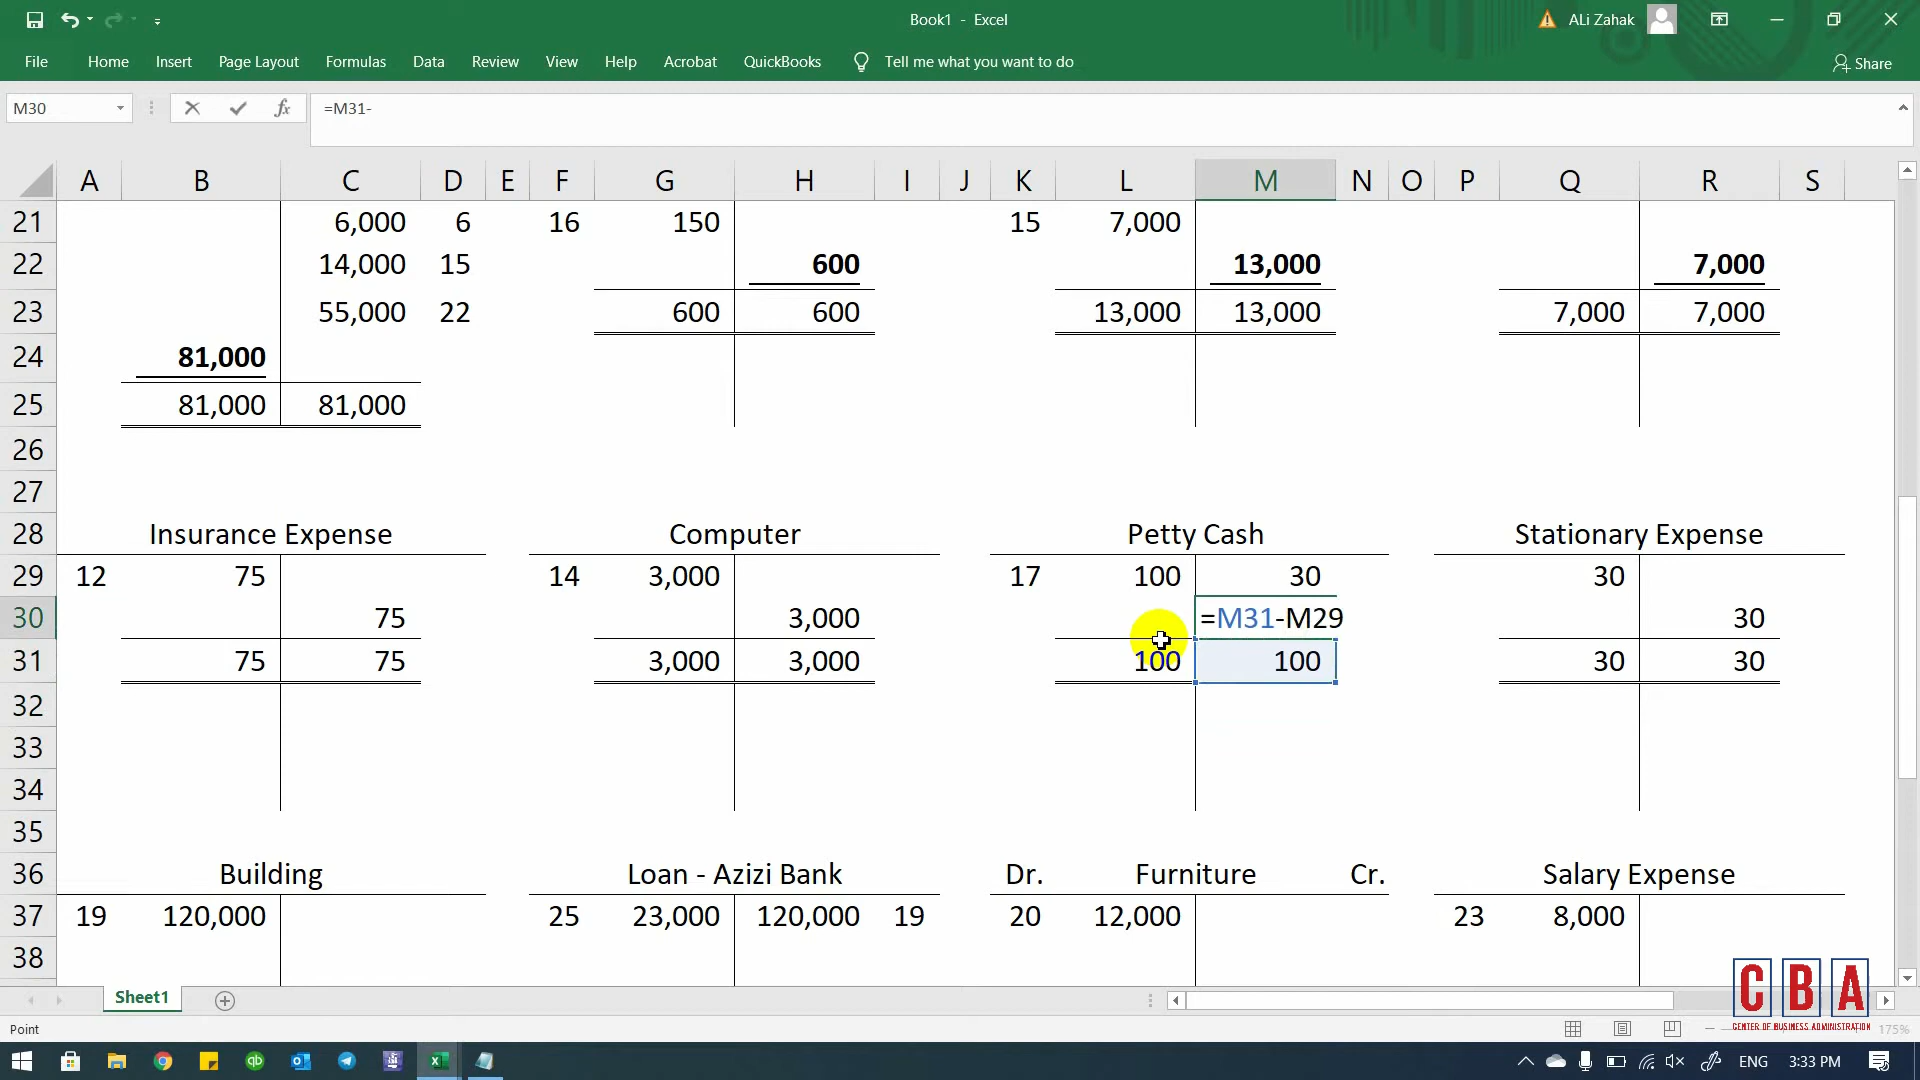 Book1 - Excel
ALi Zahak
File Home Insert Page Layout Formulas Data Review View Help Acrobat QuickBooks Tell me what you want to do Share
M30 fx =M31-
A B C D E F G H I J K L M N O P Q R S
21 6,000 6 16 150 15 7,000
22 14,000 15 600 13,000 7,000
23 55,000 22 600 600 13,000 13,000 7,000 7,000
24 81,000
25 81,000 81,000
26
27
28 Insurance Expense Computer Petty Cash Stationary Expense
29 12 75 14 3,000 17 100 30 30
30 75 3,000 =M31-M29 30
31 75 75 3,000 3,000 100 100 30 30
32
33
34
35
36 Building Loan - Azizi Bank Dr. Furniture Cr. Salary Expense
37 19 120,000 25 23,000 120,000 19 20 12,000 23 8,000
38
Sheet1
CBA
CENTER OF BUSINESS ADMINISTRATION
Point
175%
ENG 3:33 PM